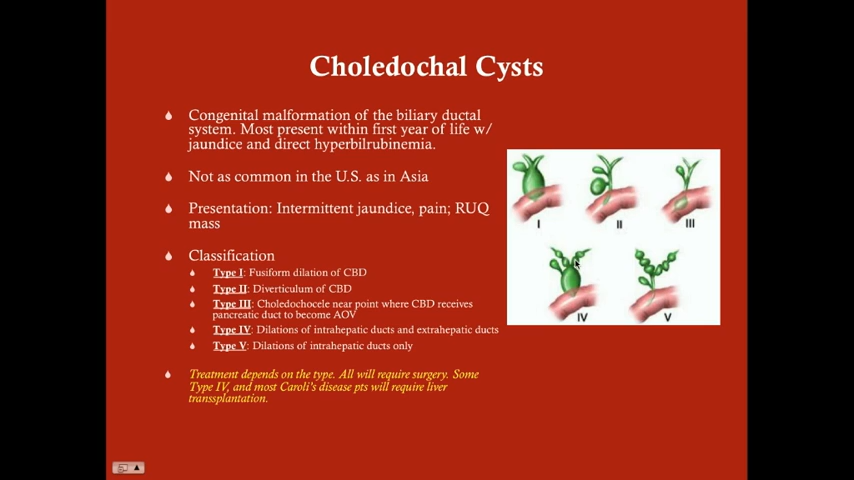 Choledochal Cysts
Congenital malformation of the biliary ductal
system. Most present within first year of life w/
jaundice and direct hyperbilrubinemia.
Not as common in the U.S. as in Asia
Presentation: Intermittent jaundice, pain; RUQ
mass
Classification
Type I: Fusiform dilation of CBD
Type II: Diverticulum of CBD
Type III: Choledochocele near point where CBD receives
pancreatic duct to become AOV
Type IV: Dilations of intrahepatic ducts and extrahepatic ducts
Type V: Dilations of intrahepatic ducts only
Treatment depends on the type. All will require surgery. Some
Type IV, and most Caroli's disease pts will require liver
transsplantation.
I II III
IV V